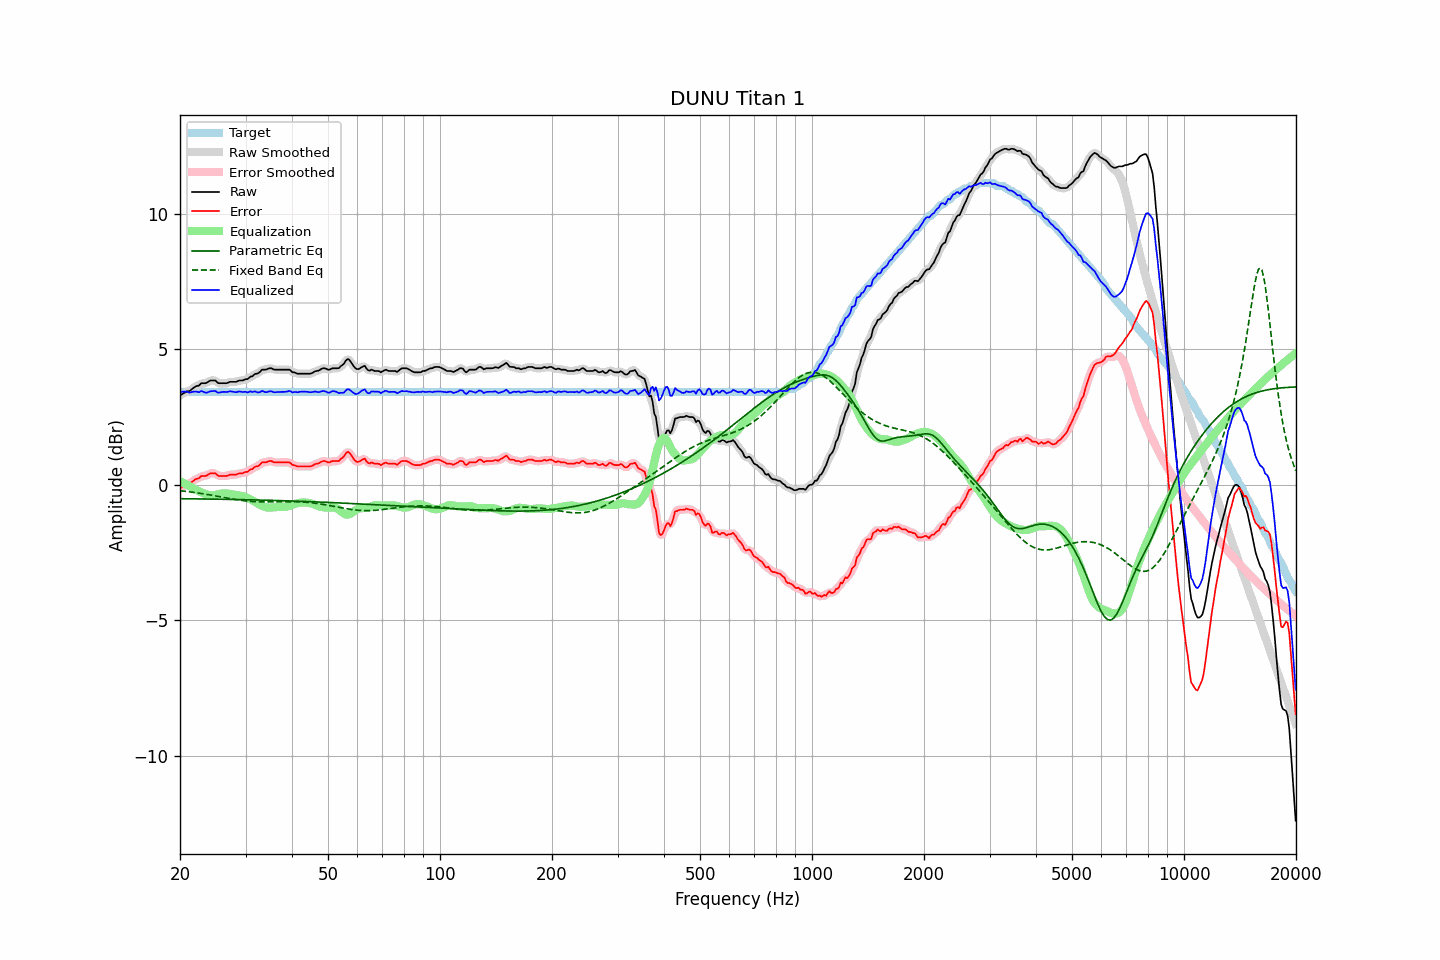 DUNU Titan 1
Target
Raw Smoothed
Error Smoothed
Raw
Error
Equalization
Parametric Eq
Fixed Band Eq
Equalized
10
5
0
−5
−10
Amplitude (dBr)
20
50
100
200
500
1000
2000
5000
10000
20000
Frequency (Hz)